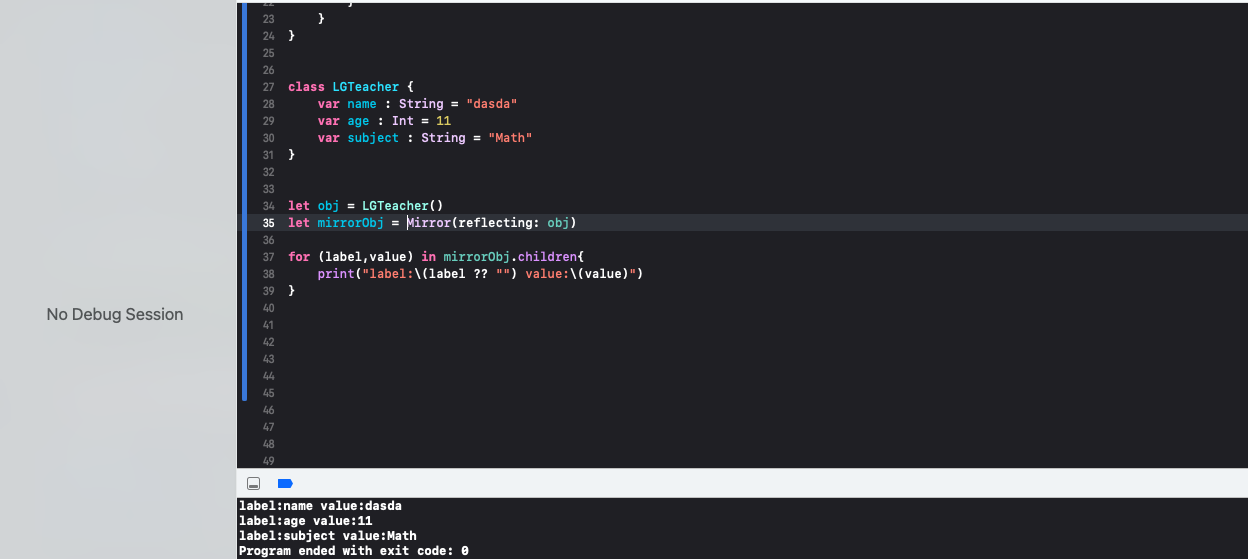 22 }
23 }
24 }
25
26
27 class LGTeacher {
28 var name : String = "dasda"
29 var age : Int = 11
30 var subject : String = "Math"
31 }
32
33
34 let obj = LGTeacher()
35 let mirrorObj = Mirror(reflecting: obj)
36
37 for (label,value) in mirrorObj.children{
38 print("label:\(label ?? "") value:\(value)")
39 }
40
41
42
43
44
45
46
47
48
49
No Debug Session
label:name value:dasda
label:age value:11
label:subject value:Math
Program ended with exit code: 0